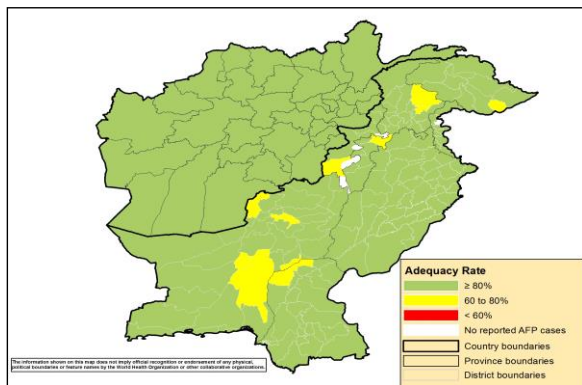 Adequacy Rate
≥ 80%
60 to 80%
< 60%
No reported AFP cases
Country boundaries
Province boundaries
District boundaries
The information shown on this map does not imply official recognition or endorsement of any physical,
political boundaries or feature names by the World Health Organization or other collaborative organizations.